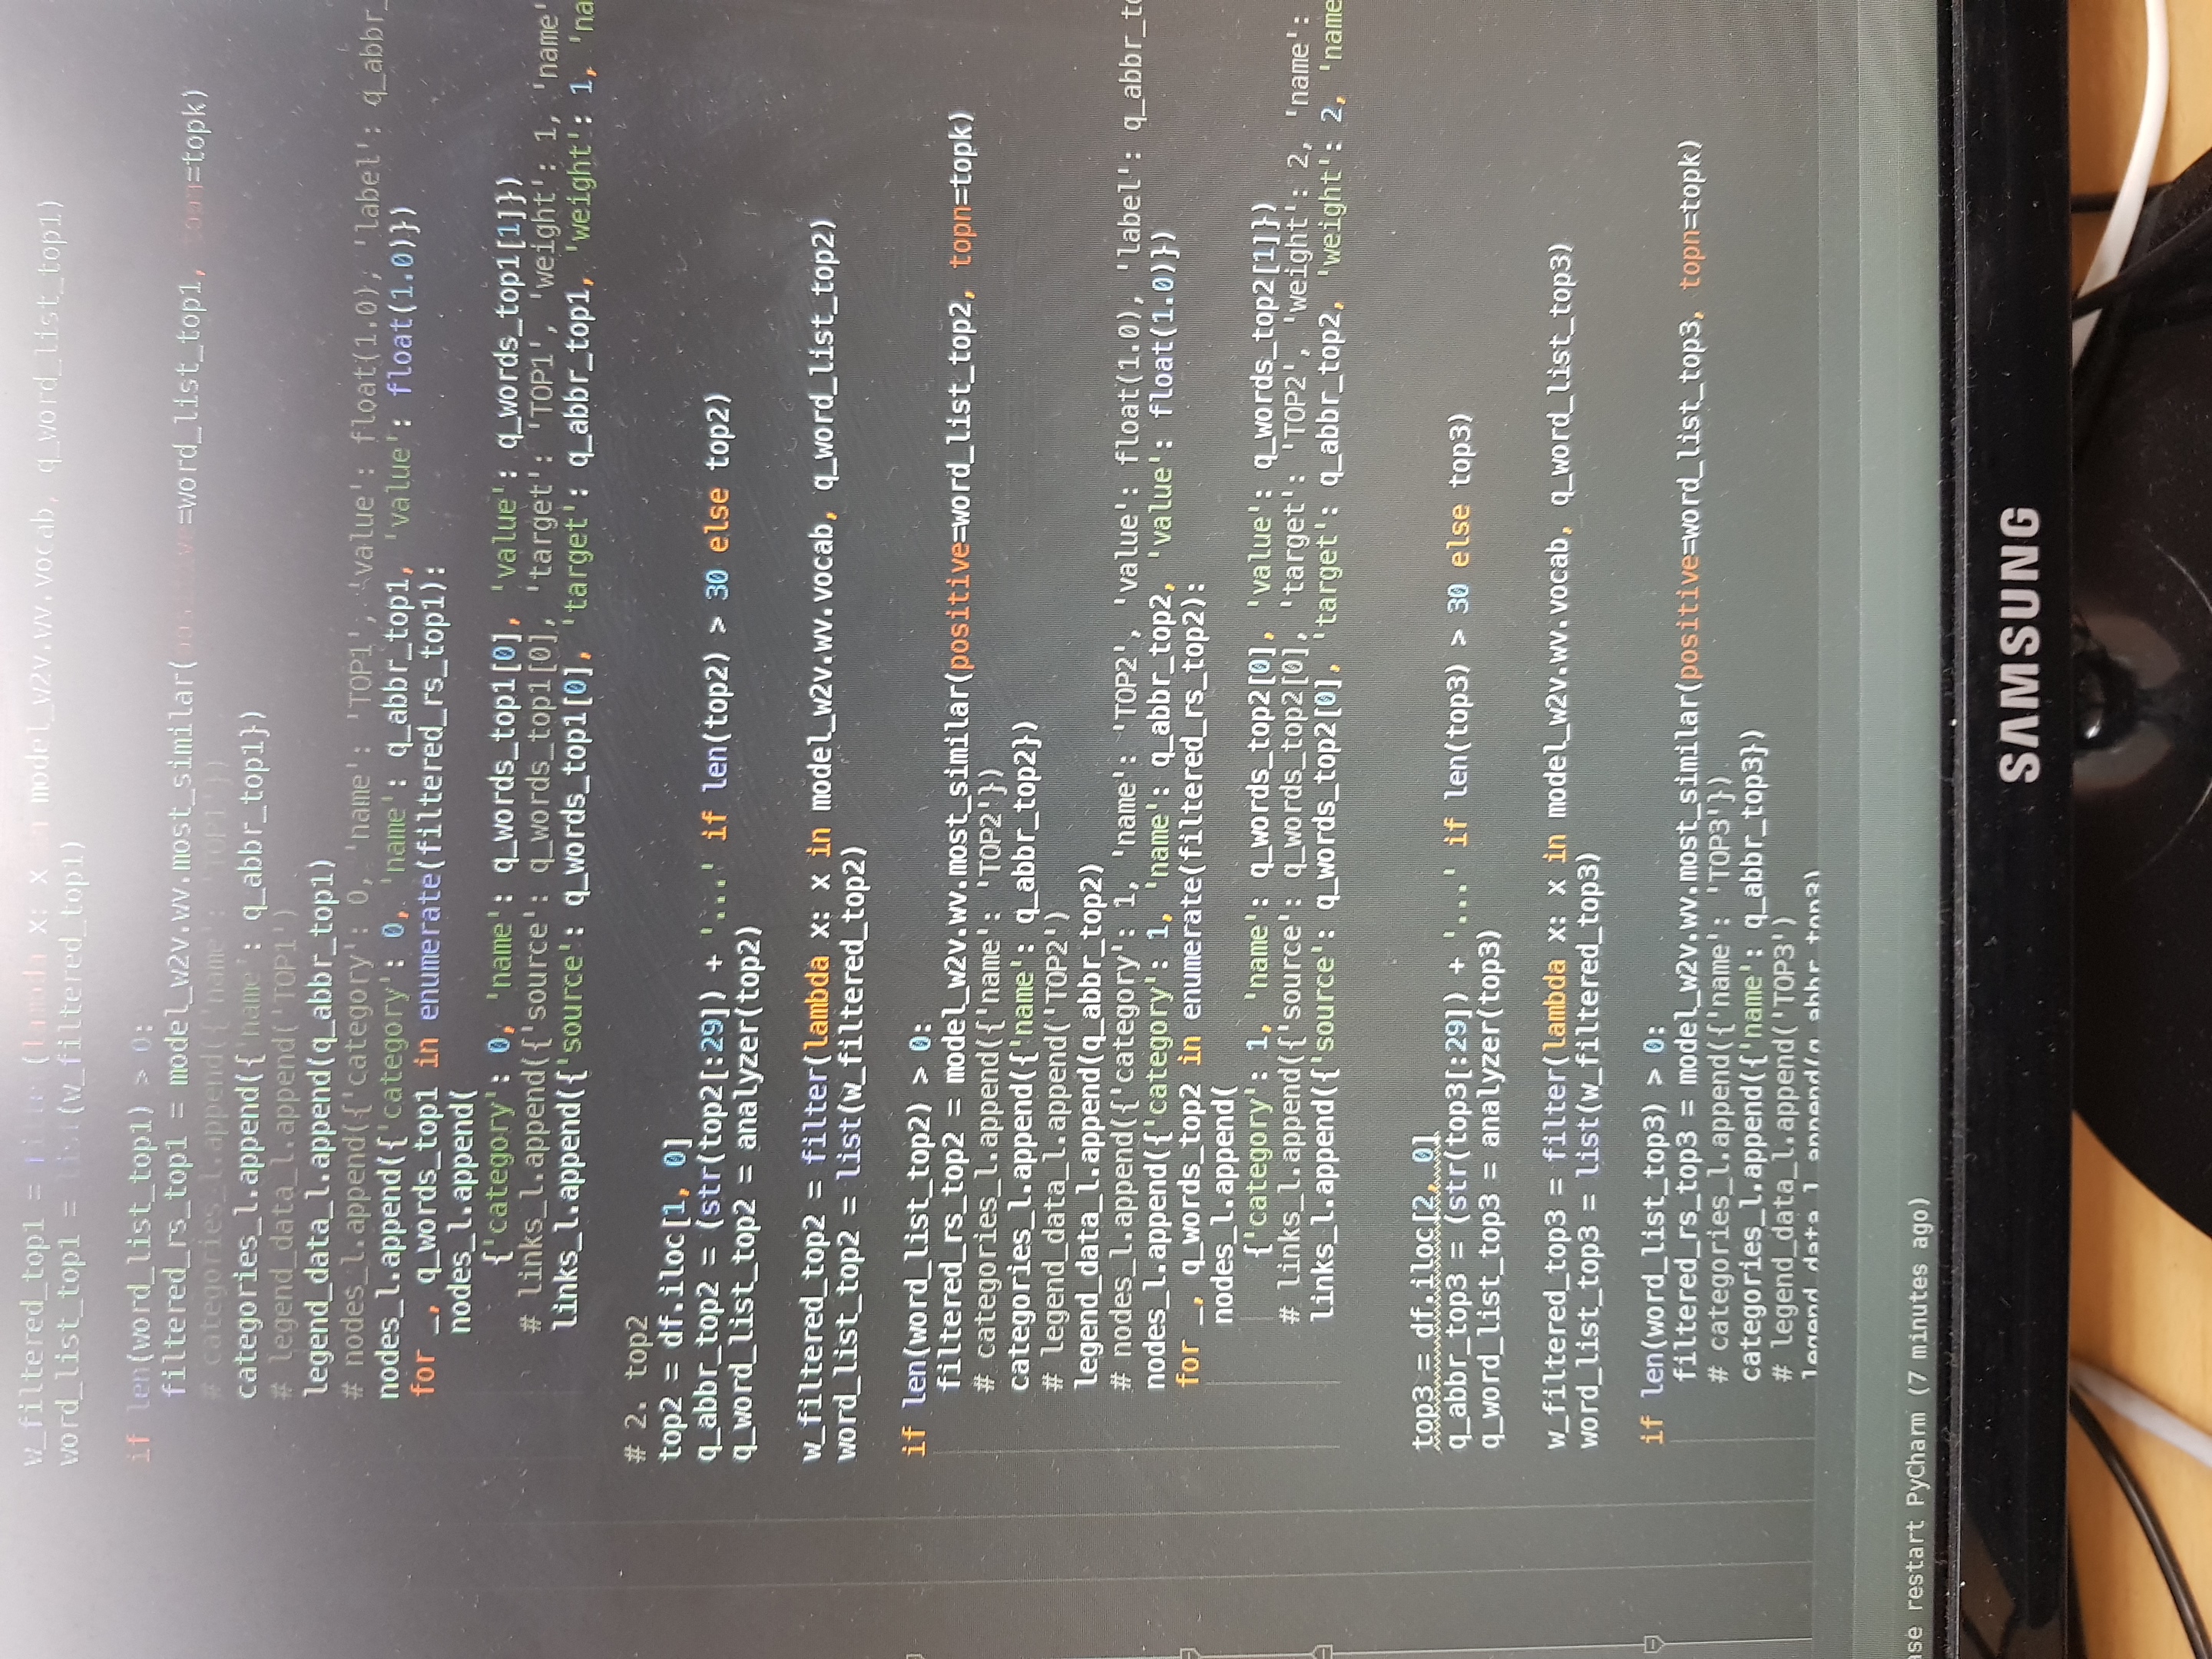 w_filtered_top1 = filter(lambda x: x in model_w2v.wv.vocab, q_word_list_top1)
word_list_top1 = list(w_filtered_top1)
if len(word_list_top1) > 0:
filtered_rs_top1 = model_w2v.wv.most_similar(positive=word_list_top1, topn=topk)
# categories_l.append({'name': 'TOP1'})
categories_l.append({'name': q_abbr_top1})
# legend_data_l.append('TOP1')
legend_data_l.append(q_abbr_top1)
# nodes_l.append({'category': 0, 'name': 'TOP1', 'value': float(1.0), 'label': q_abbr_
nodes_l.append({'category': 0, 'name': q_abbr_top1, 'value': float(1.0)})
for _, q_words_top1 in enumerate(filtered_rs_top1):
nodes_l.append(
{'category': 0, 'name': q_words_top1[0], 'value': q_words_top1[1]})
# links_l.append({'source': q_words_top1[0], 'target': 'TOP1', 'weight': 1, 'name'
links_l.append({'source': q_words_top1[0], 'target': q_abbr_top1, 'weight': 1, 'na
# 2. top2
top2 = df.iloc[1, 0]
q_abbr_top2 = (str(top2[:29]) + '...' if len(top2) > 30 else top2)
q_word_list_top2 = analyzer(top2)
w_filtered_top2 = filter(lambda x: x in model_w2v.wv.vocab, q_word_list_top2)
word_list_top2 = list(w_filtered_top2)
if len(word_list_top2) > 0:
filtered_rs_top2 = model_w2v.wv.most_similar(positive=word_list_top2, topn=topk)
# categories_l.append({'name': 'TOP2'})
categories_l.append({'name': q_abbr_top2})
# legend_data_l.append('TOP2')
legend_data_l.append(q_abbr_top2)
# nodes_l.append({'category': 1, 'name': 'TOP2', 'value': float(1.0), 'label': q_abbr_to
nodes_l.append({'category': 1, 'name': q_abbr_top2, 'value': float(1.0)})
for _, q_words_top2 in enumerate(filtered_rs_top2):
nodes_l.append(
{'category': 1, 'name': q_words_top2[0], 'value': q_words_top2[1]})
# links_l.append({'source': q_words_top2[0], 'target': 'TOP2', 'weight': 2, 'name':
links_l.append({'source': q_words_top2[0], 'target': q_abbr_top2, 'weight': 2, 'name
top3 = df.iloc[2, 0]
q_abbr_top3 = (str(top3[:29]) + '...' if len(top3) > 30 else top3)
q_word_list_top3 = analyzer(top3)
w_filtered_top3 = filter(lambda x: x in model_w2v.wv.vocab, q_word_list_top3)
word_list_top3 = list(w_filtered_top3)
if len(word_list_top3) > 0:
filtered_rs_top3 = model_w2v.wv.most_similar(positive=word_list_top3, topn=topk)
# categories_l.append({'name': 'TOP3'})
categories_l.append({'name': q_abbr_top3})
# legend_data_l.append('TOP3')
legend_data_l.append(q_abbr_top3)
ase restart PyCharm (7 minutes ago)
SAMSUNG